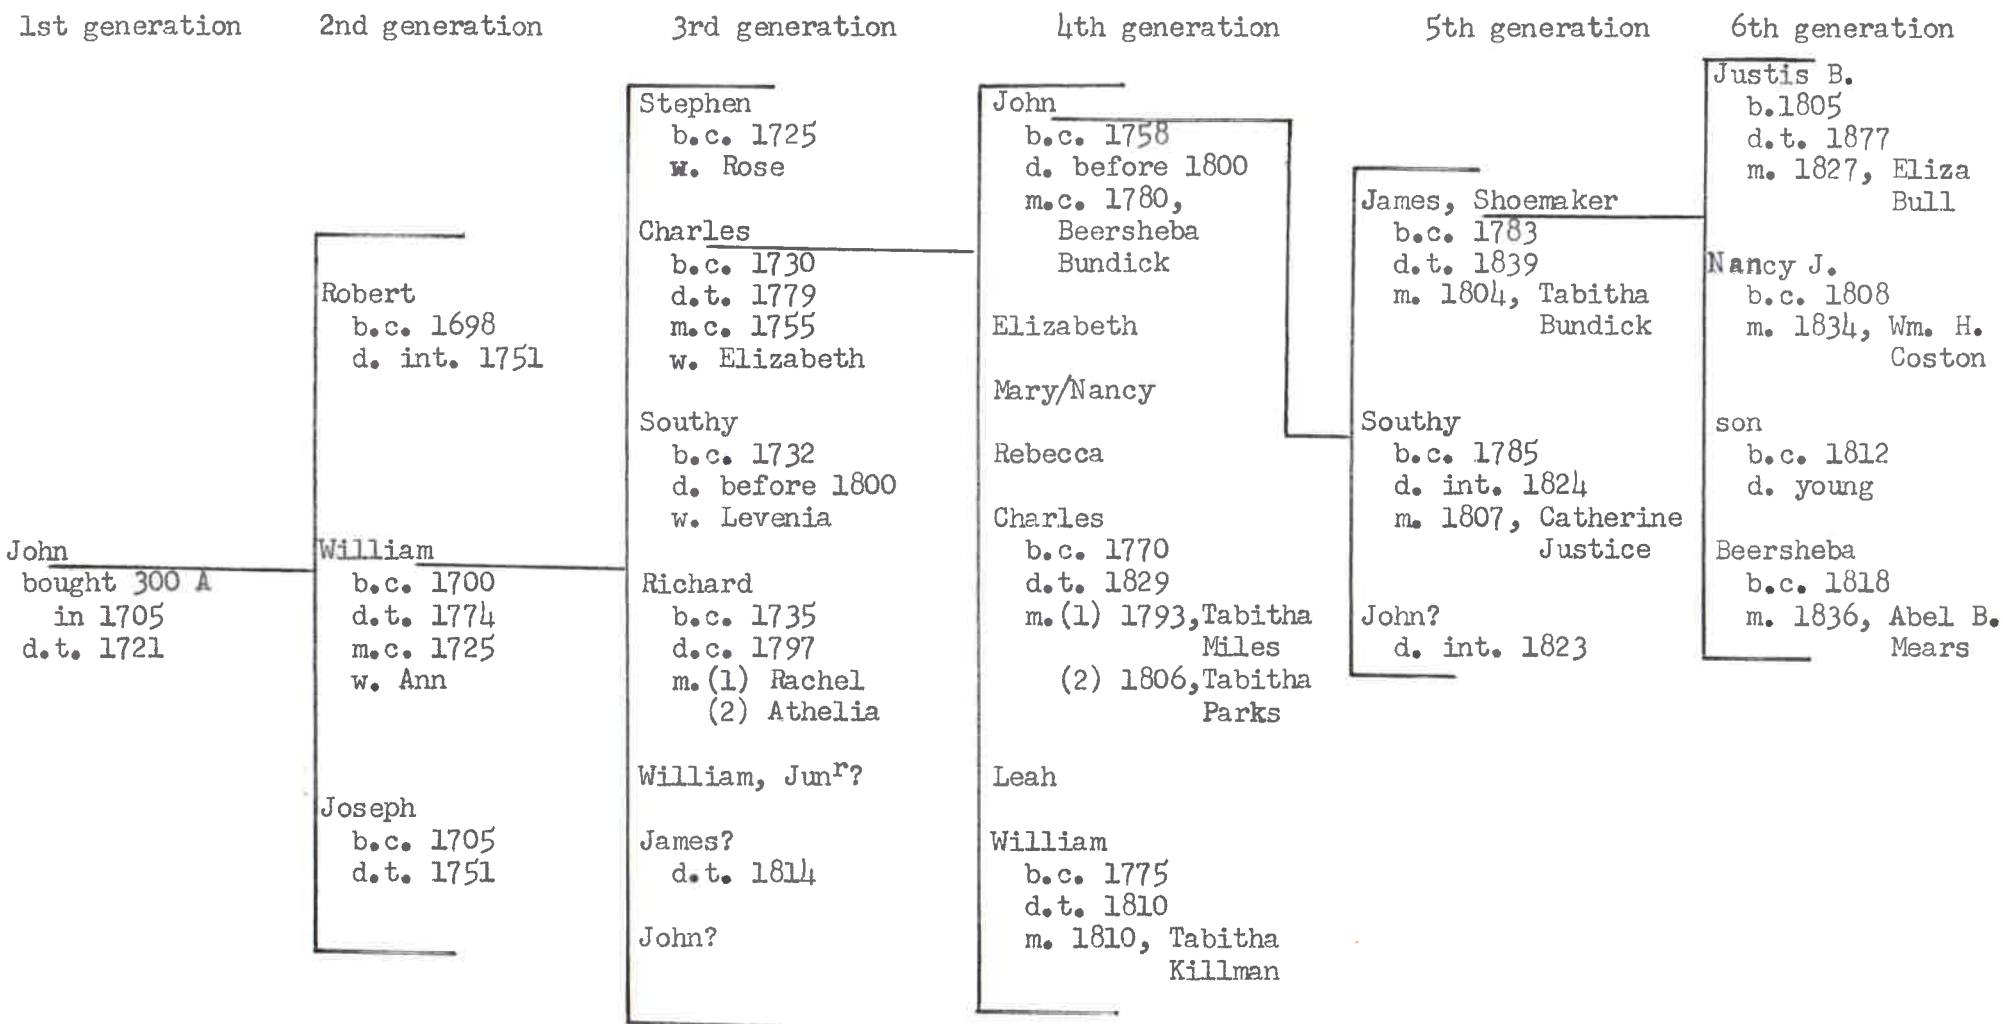 1st generation
2nd generation
3rd generation
4th generation
5th generation
6th generation
John
bought 300 A
in 1705
d.t. 1721
Robert
b.c. 1698
d. int. 1751
William
b.c. 1700
d.t. 1774
m.c. 1725
w. Ann
Joseph
b.c. 1705
d.t. 1751
Stephen
b.c. 1725
w. Rose
Charles
b.c. 1730
d.t. 1779
m.c. 1755
w. Elizabeth
Southy
b.c. 1732
d. before 1800
w. Levenia
Richard
b.c. 1735
d.c. 1797
m.(1) Rachel
(2) Athelia
William, Junr?
James?
d.t. 1814
John?
John
b.c. 1758
d. before 1800
m.c. 1780,
Beersheba
Bundick
Elizabeth
Mary/Nancy
Rebecca
Charles
b.c. 1770
d.t. 1829
m.(1) 1793,Tabitha
Miles
(2) 1806,Tabitha
Parks
Leah
William
b.c. 1775
d.t. 1810
m. 1810, Tabitha
Killman
James, Shoemaker
b.c. 1783
d.t. 1839
m. 1804, Tabitha
Bundick
Southy
b.c. 1785
d. int. 1824
m. 1807, Catherine
Justice
John?
d. int. 1823
Justis B.
b.1805
d.t. 1877
m. 1827, Eliza
Bull
Nancy J.
b.c. 1808
m. 1834, Wm. H.
Coston
son
b.c. 1812
d. young
Beersheba
b.c. 1818
m. 1836, Abel B.
Mears